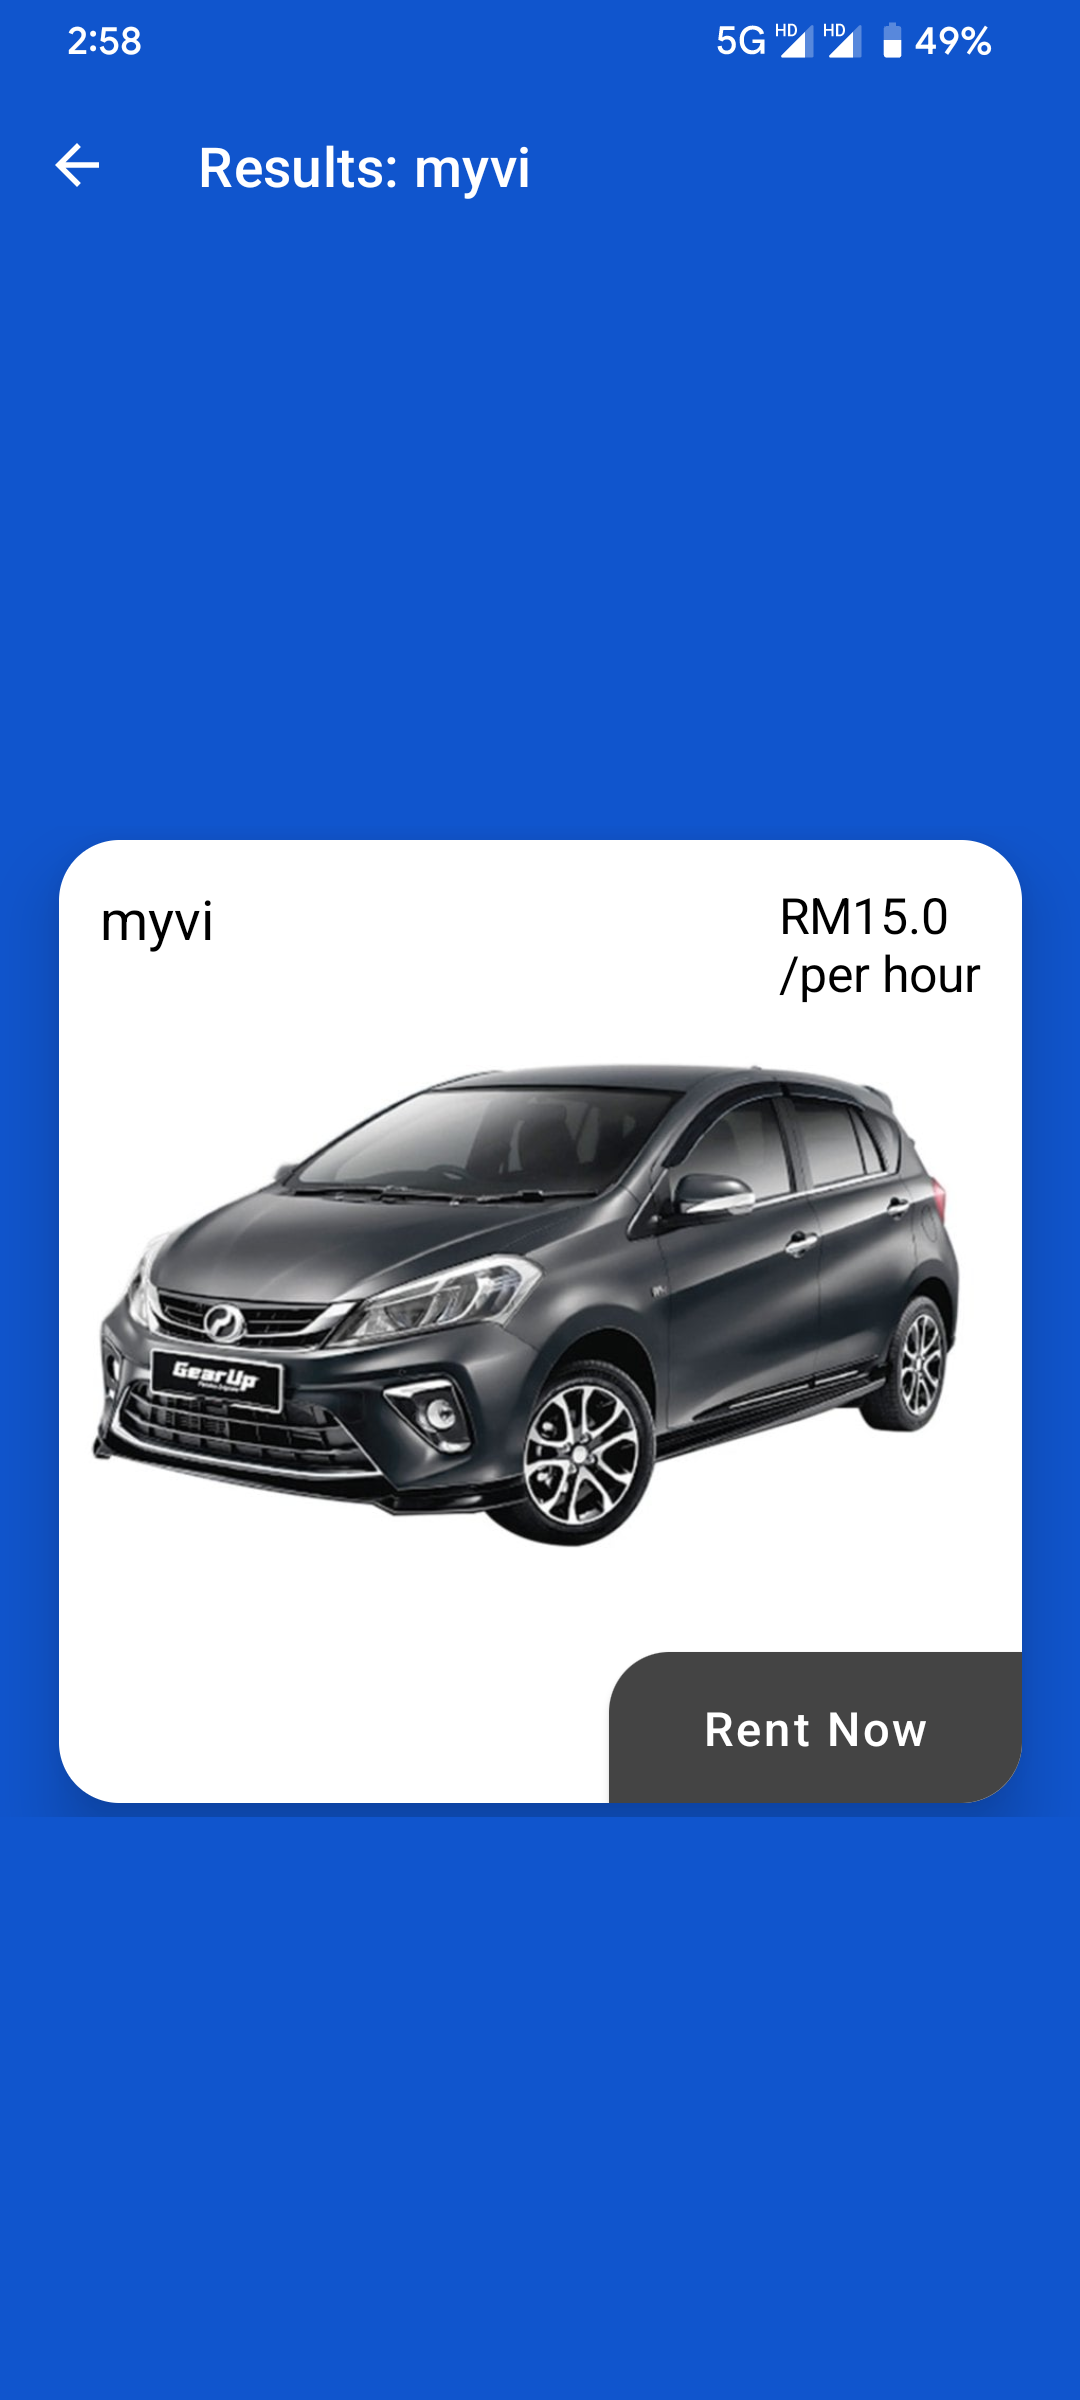 2:58
5G HD HD 49%
Results: myvi
myvi
RM15.0
/per hour
GearUp
Rent Now